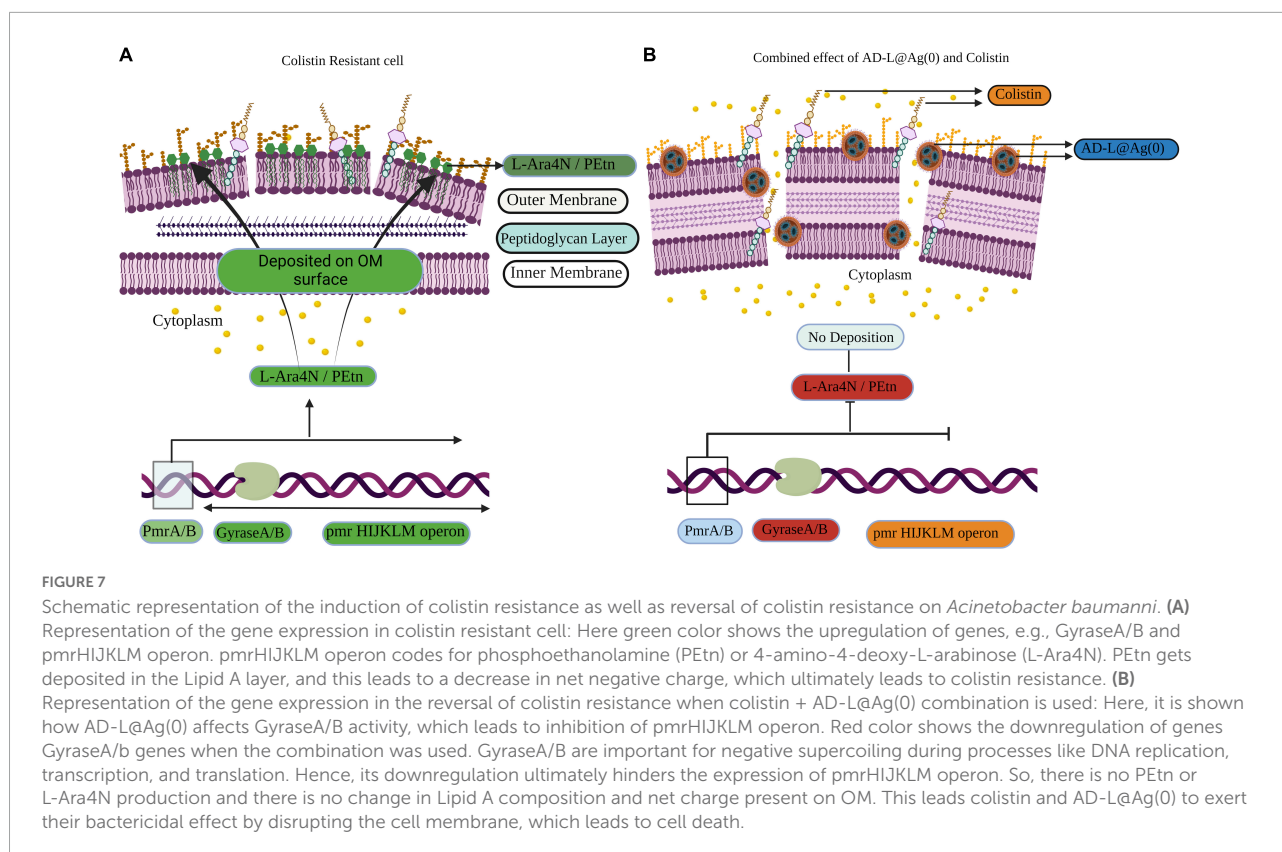 A
Colistin Resistant cell
L-Ara4N / PEtn
Outer Menbrane
Peptidoglycan Layer
Inner Membrane
Deposited on OM
surface
Cytoplasm
L-Ara4N / PEtn
PmrA/B
GyraseA/B
pmr HIJKLM operon
B
Combined effect of AD-L@Ag(0) and Colistin
Colistin
AD-L@Ag(0)
Cytoplasm
No Deposition
L-Ara4N / PEtn
PmrA/B
GyraseA/B
pmr HIJKLM operon
FIGURE 7
Schematic representation of the induction of colistin resistance as well as reversal of colistin resistance on Acinetobacter baumanni. (A)
Representation of the gene expression in colistin resistant cell: Here green color shows the upregulation of genes, e.g., GyraseA/B and
pmrHIJKLM operon. pmrHIJKLM operon codes for phosphoethanolamine (PEtn) or 4-amino-4-deoxy-L-arabinose (L-Ara4N). PEtn gets
deposited in the Lipid A layer, and this leads to a decrease in net negative charge, which ultimately leads to colistin resistance. (B)
Representation of the gene expression in the reversal of colistin resistance when colistin + AD-L@Ag(0) combination is used: Here, it is shown
how AD-L@Ag(0) affects GyraseA/B activity, which leads to inhibition of pmrHIJKLM operon. Red color shows the downregulation of genes
GyraseA/b genes when the combination was used. GyraseA/B are important for negative supercoiling during processes like DNA replication,
transcription, and translation. Hence, its downregulation ultimately hinders the expression of pmrHIJKLM operon. So, there is no PEtn or
L-Ara4N production and there is no change in Lipid A composition and net charge present on OM. This leads colistin and AD-L@Ag(0) to exert
their bactericidal effect by disrupting the cell membrane, which leads to cell death.